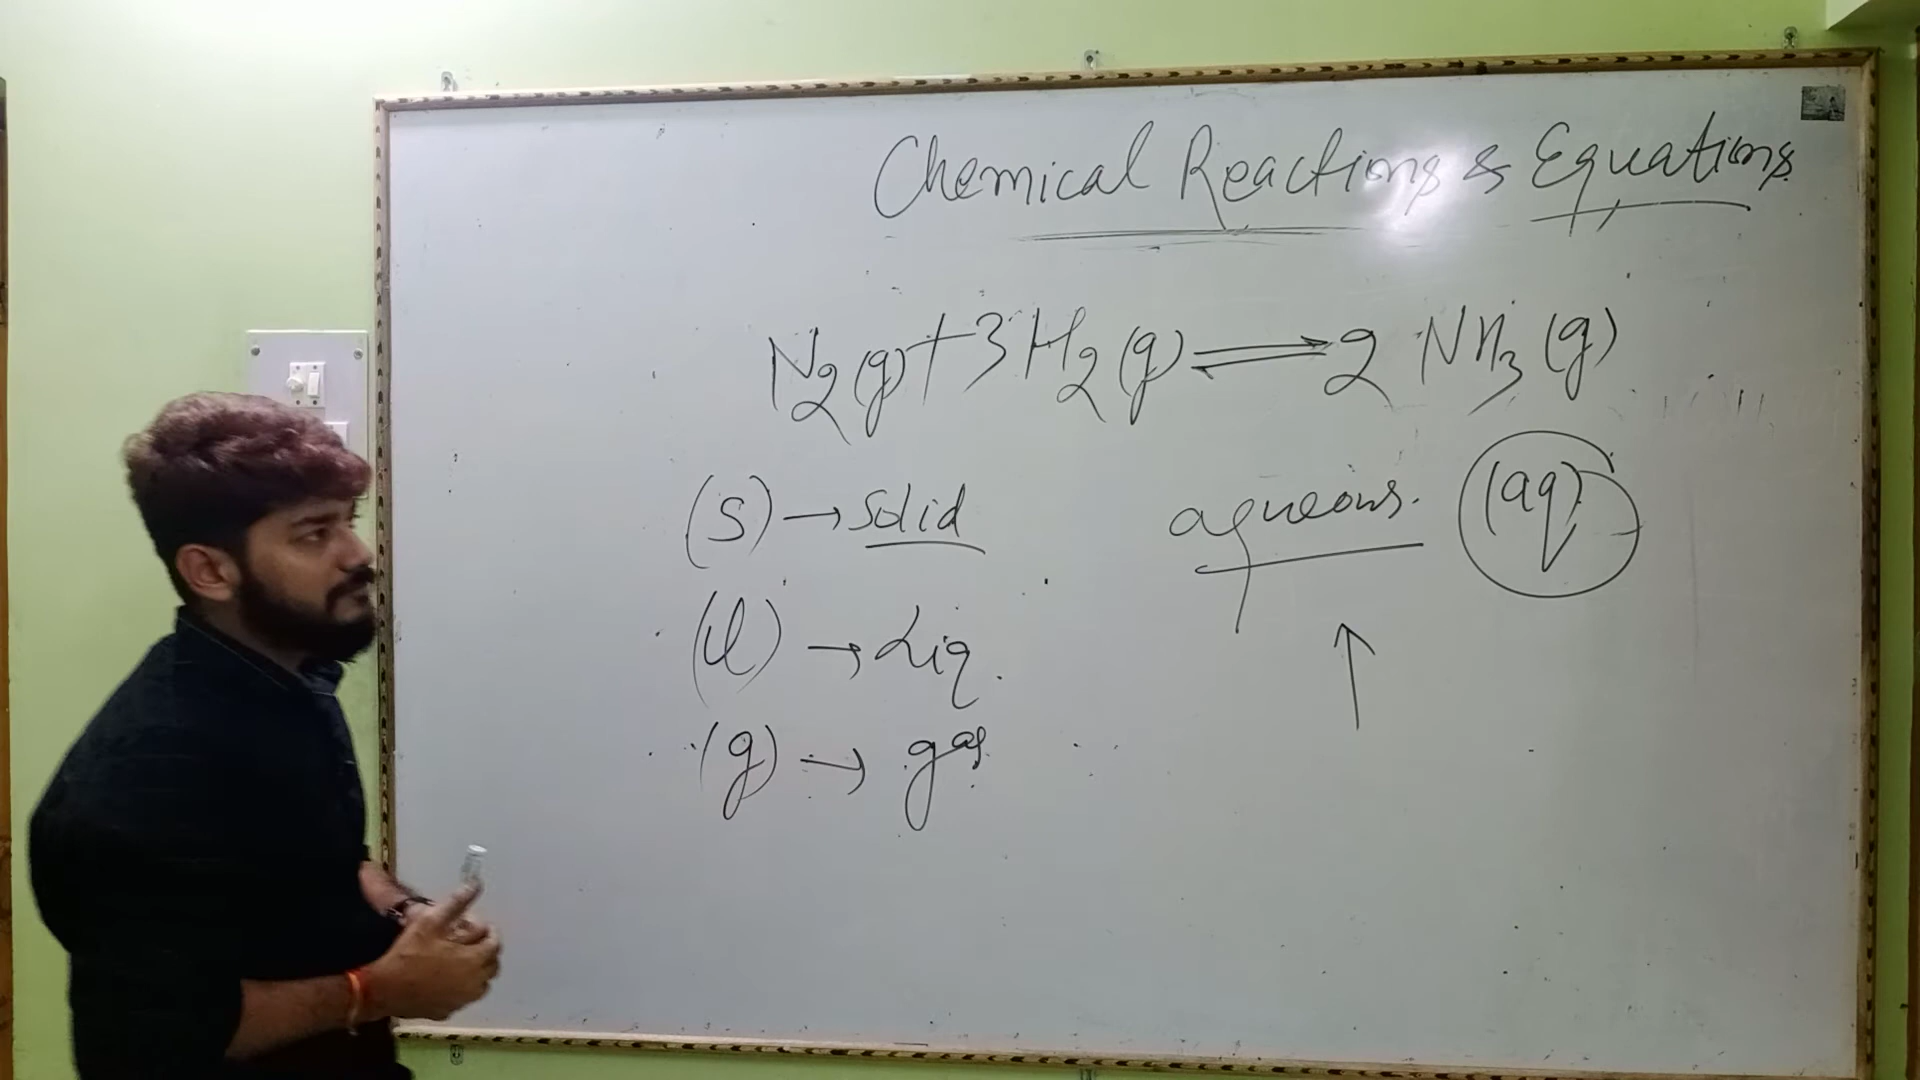 Chemical Reactions & Equations
N2(g)+3H2(g)⇌2NH3(g)
(s)→Solid
aqueous. (aq)
(l)→Liq.
↑
(g)→gas